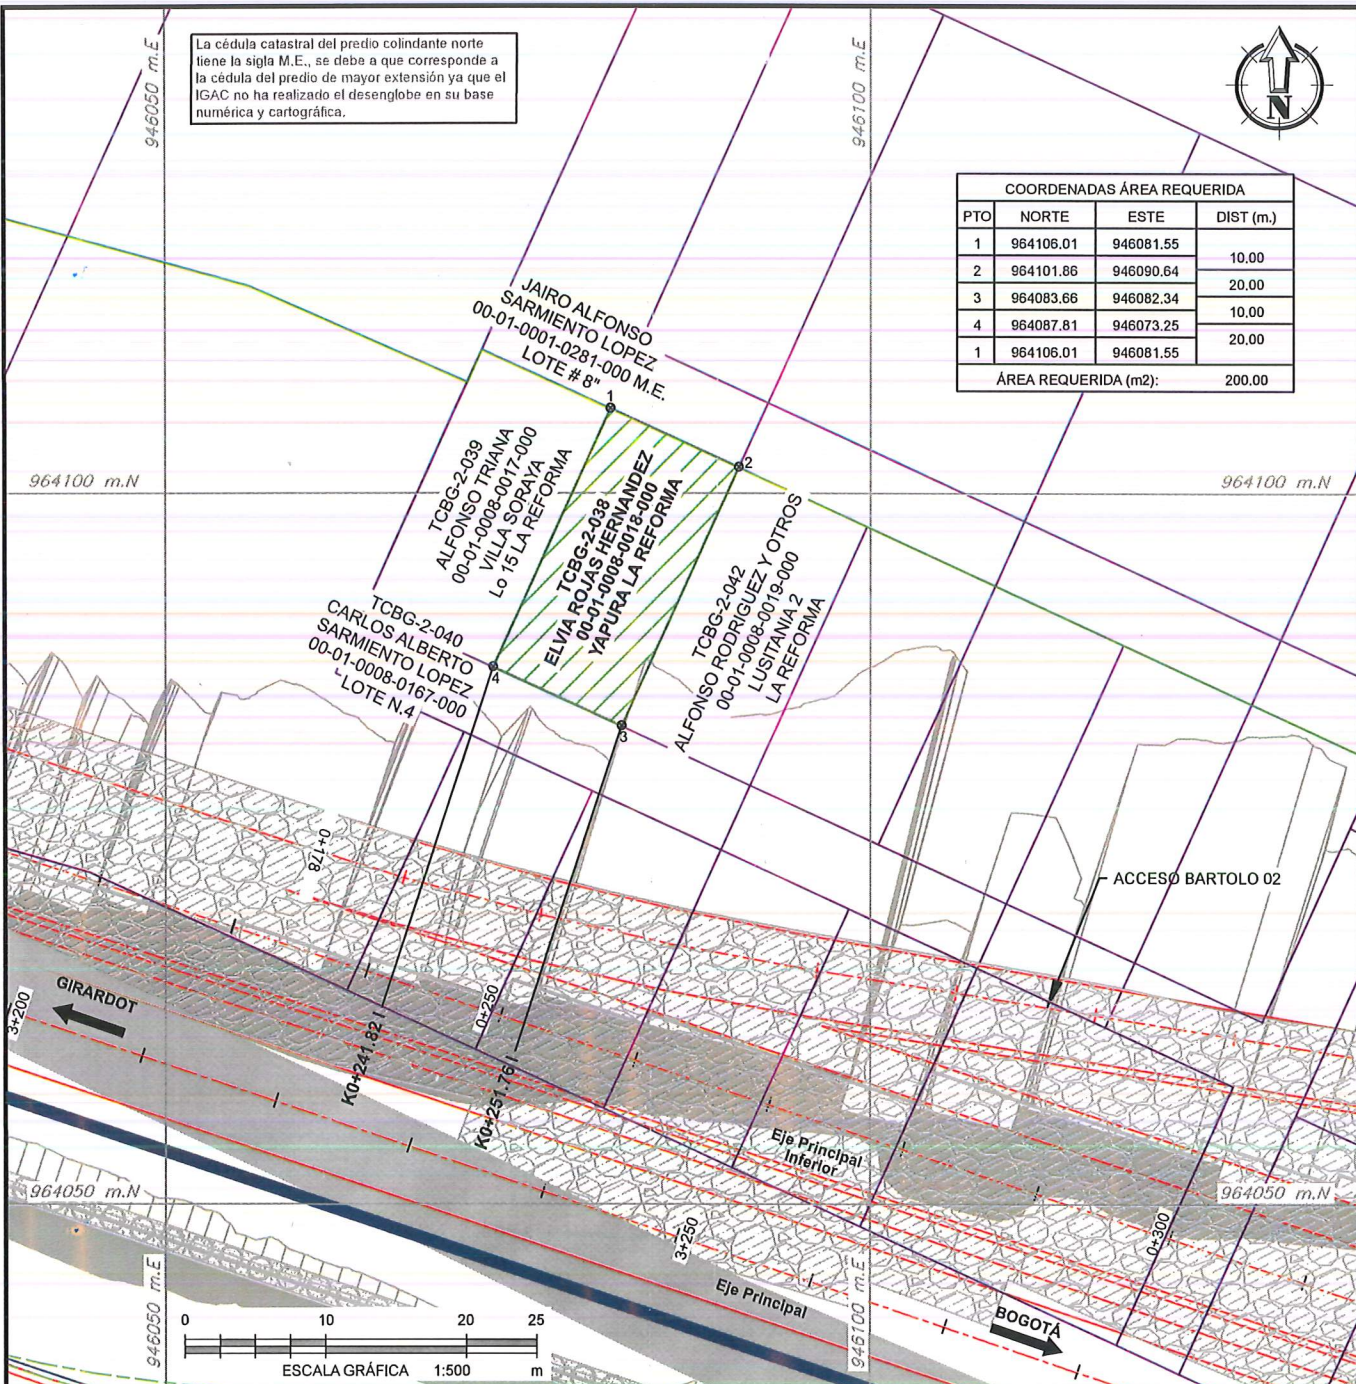 946050 m.E
La cédula catastral del predio colindante norte
tiene la sigla M.E., se debe a que corresponde a
la cédula del predio de mayor extensión ya que el
IGAC no ha realizado el desenglobe en su base
numérica y cartográfica.
946100 m.E
N
COORDENADAS ÁREA REQUERIDA
PTO NORTE ESTE DIST (m.)
1 964106.01 946081.55
10.00
2 964101.86 946090.64
20.00
3 964083.66 946082.34
10.00
4 964087.81 946073.25
20.00
1 964106.01 946081.55
ÁREA REQUERIDA (m2): 200.00
JAIRO ALFONSO
SARMIENTO LOPEZ
00-01-0001-0281-000 M.E.
LOTE # 8"
1
2
964100 m.N
964100 m.N
TCBG-2-039
ALFONSO TRIANA
00-01-0008-0017-000
VILLA SORAYA
Lo 15 LA REFORMA
TCBG-2-038
ELVIA ROJAS HERNANDEZ
00-01-0008-0018-000
YAPURA LA REFORMA
TCBG-2-042
ALFONSO RODRIGUEZ Y OTROS
00-01-0008-0019-000
LUSITANIA 2
LA REFORMA
TCBG-2-040
CARLOS ALBERTO
SARMIENTO LOPEZ
00-01-0008-0167-000
LOTE N.4
4
3
0+178
ACCESO BARTOLO 02
GIRARDOT
3+200
0+250
K0+241.82 I
K0+251.76 I
Eje Principal
Inferior
964050 m.N
964050 m.N
3+250
0+300
Eje Principal
BOGOTÁ
946050 m.E
946100 m.E
0 10 20 25
ESCALA GRÁFICA 1:500 m